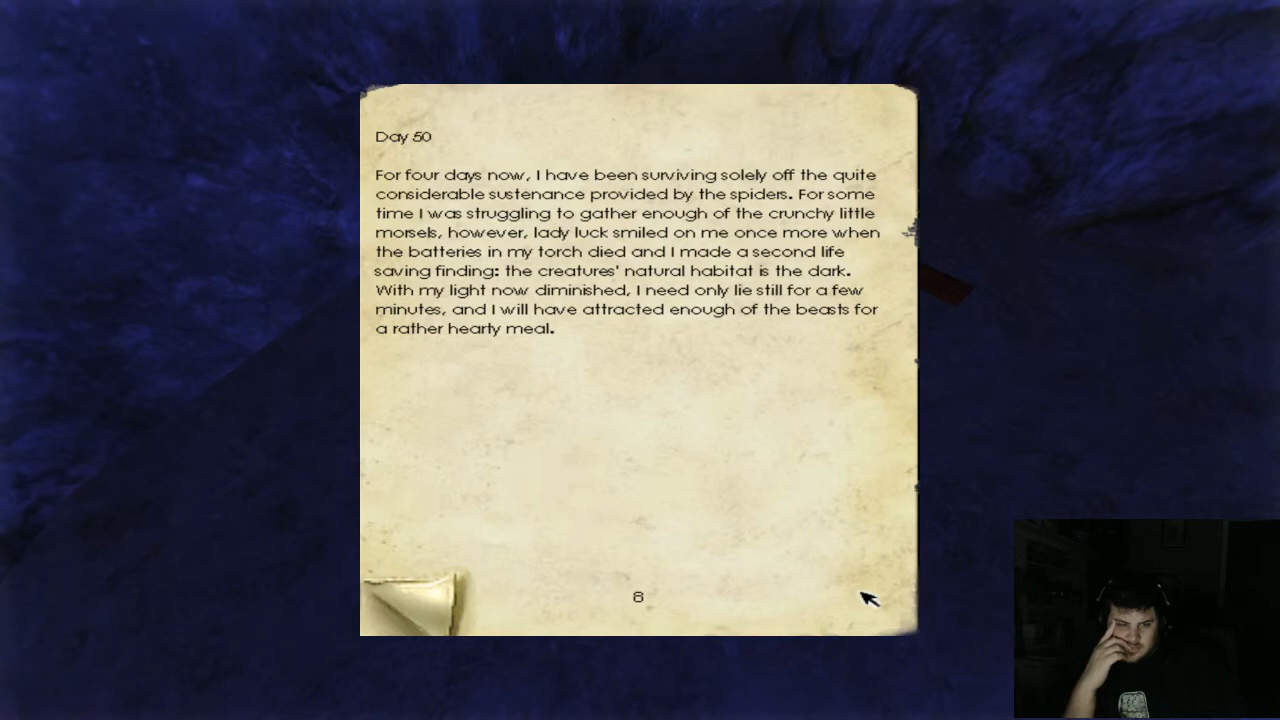 Day 50
For four days now, I have been surviving solely off the quite
considerable sustenance provided by the spiders. For some
time I was struggling to gather enough of the crunchy little
morsels, however, lady luck smiled on me once more when
the batteries in my torch died and I made a second life
saving finding: the creatures' natural habitat is the dark.
With my light now diminished, I need only lie still for a few
minutes, and I will have attracted enough of the beasts for
a rather hearty meal.
8